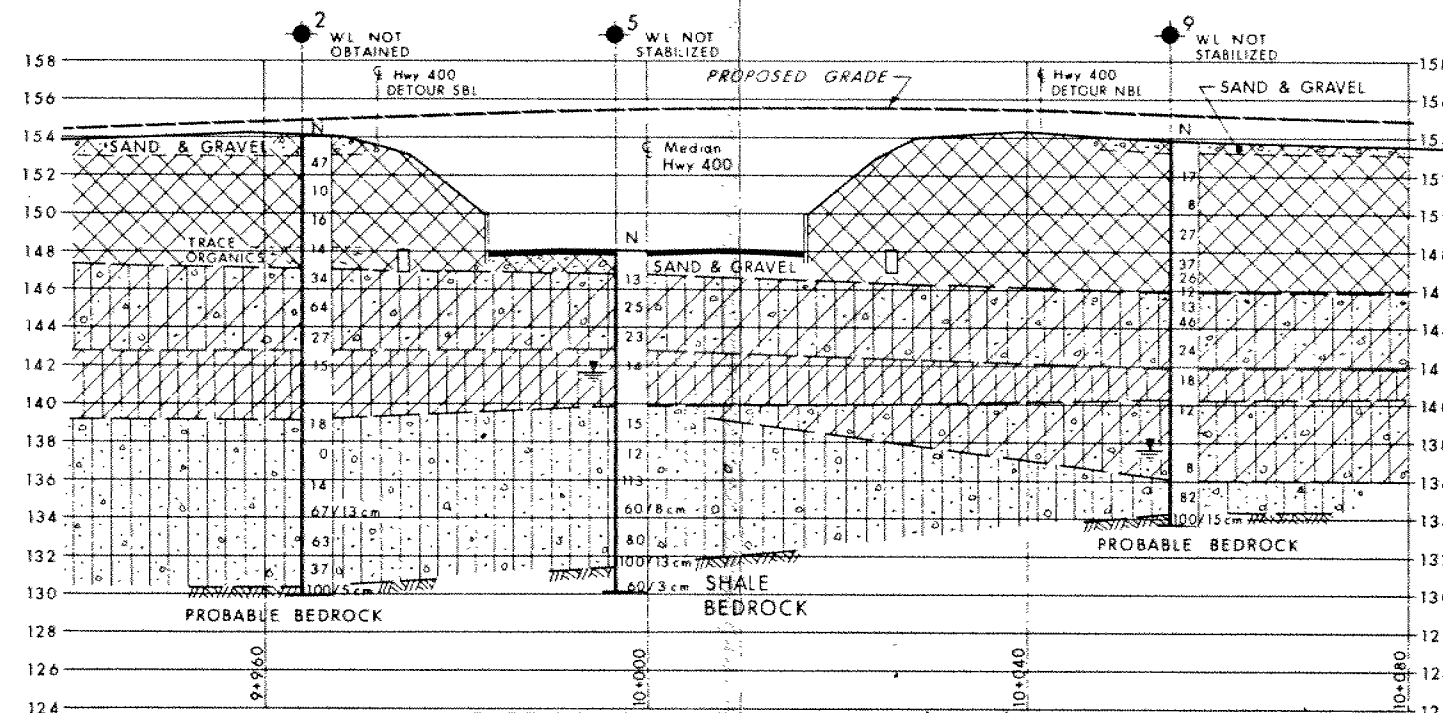 2
WL NOT
OBTAINED
5
WL NOT
STABILIZED
9
WL NOT
STABILIZED
158
156
154
152
150
148
146
144
142
140
138
136
134
132
130
128
126
124
℄ Hwy 400
DETOUR SBL
PROPOSED GRADE
℄ Hwy 400
DETOUR NBL
SAND & GRAVEL
SAND & GRAVEL
℄ Median
Hwy 400
TRACE
ORGANICS
SAND & GRAVEL
N
47
10
16
14
34
64
27
15
18
0
14
67/13 cm
63
37
100/5 cm
PROBABLE BEDROCK
N
13
25
23
14
15
12
113
60/8 cm
80
100/13 cm
60/3 cm
SHALE
BEDROCK
N
17
8
27
37
26
12
13
46
24
18
12
8
82
100/15 cm
PROBABLE BEDROCK
9+960
10+000
10+040
10+080